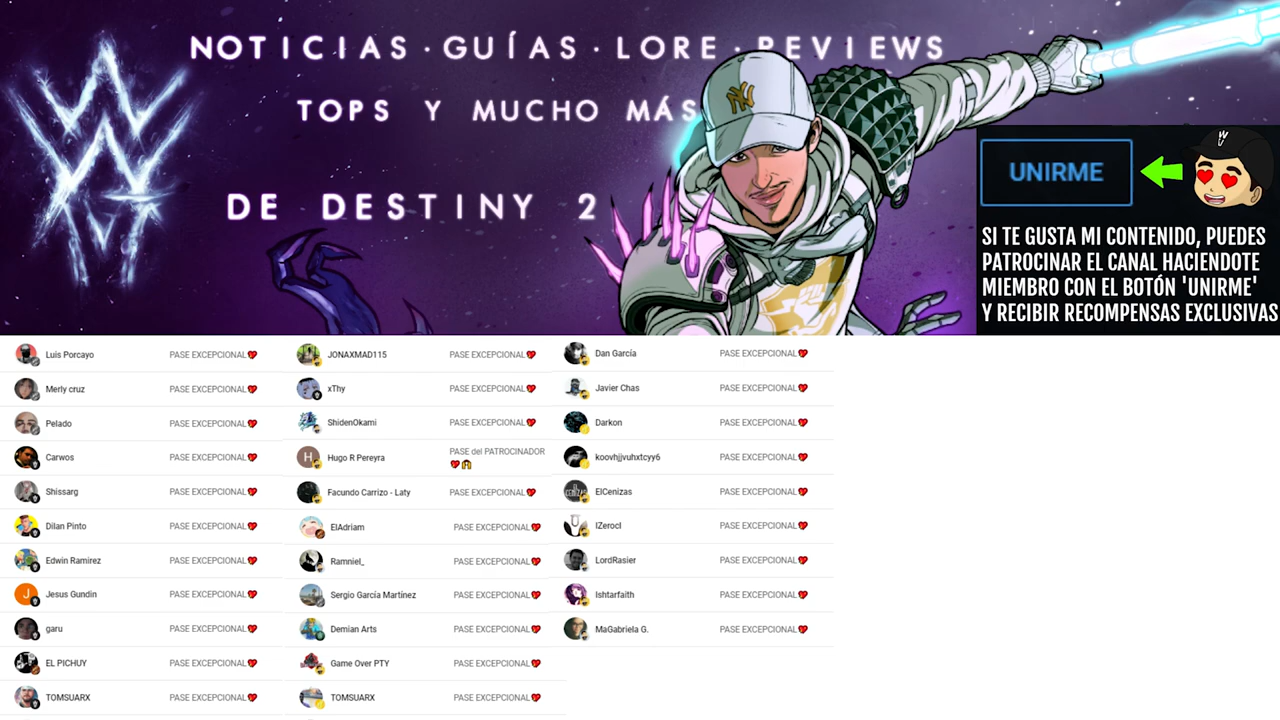 NOTICIAS · GUÍAS · LORE · REVIEWS
TOPS Y MUCHO MÁS
DE DESTINY 2
UNIRME
SI TE GUSTA MI CONTENIDO, PUEDES
PATROCINAR EL CANAL HACIENDOTE
MIEMBRO CON EL BOTÓN 'UNIRME'
Y RECIBIR RECOMPENSAS EXCLUSIVAS
Luis Porcayo PASE EXCEPCIONAL
Merly cruz PASE EXCEPCIONAL
Pelado PASE EXCEPCIONAL
Carwos PASE EXCEPCIONAL
Shissarg PASE EXCEPCIONAL
Dilan Pinto PASE EXCEPCIONAL
Edwin Ramirez PASE EXCEPCIONAL
J
Jesus Gundin PASE EXCEPCIONAL
garu PASE EXCEPCIONAL
EL PICHUY PASE EXCEPCIONAL
TOMSUARX PASE EXCEPCIONAL
JONAXMAD115 PASE EXCEPCIONAL
xThy PASE EXCEPCIONAL
ShidenOkami PASE EXCEPCIONAL
H
Hugo R Pereyra PASE del PATROCINADOR
Facundo Carrizo - Laty PASE EXCEPCIONAL
ElAdriam PASE EXCEPCIONAL
Ramniel_ PASE EXCEPCIONAL
Sergio García Martínez PASE EXCEPCIONAL
Demian Arts PASE EXCEPCIONAL
Game Over PTY PASE EXCEPCIONAL
TOMSUARX PASE EXCEPCIONAL
Dan García PASE EXCEPCIONAL
Javier Chas PASE EXCEPCIONAL
Darkon PASE EXCEPCIONAL
koovhjjvuhxtcyy6 PASE EXCEPCIONAL
ElCenizas PASE EXCEPCIONAL
lZerocl PASE EXCEPCIONAL
LordRasier PASE EXCEPCIONAL
Ishtarfaith PASE EXCEPCIONAL
MaGabriela G. PASE EXCEPCIONAL